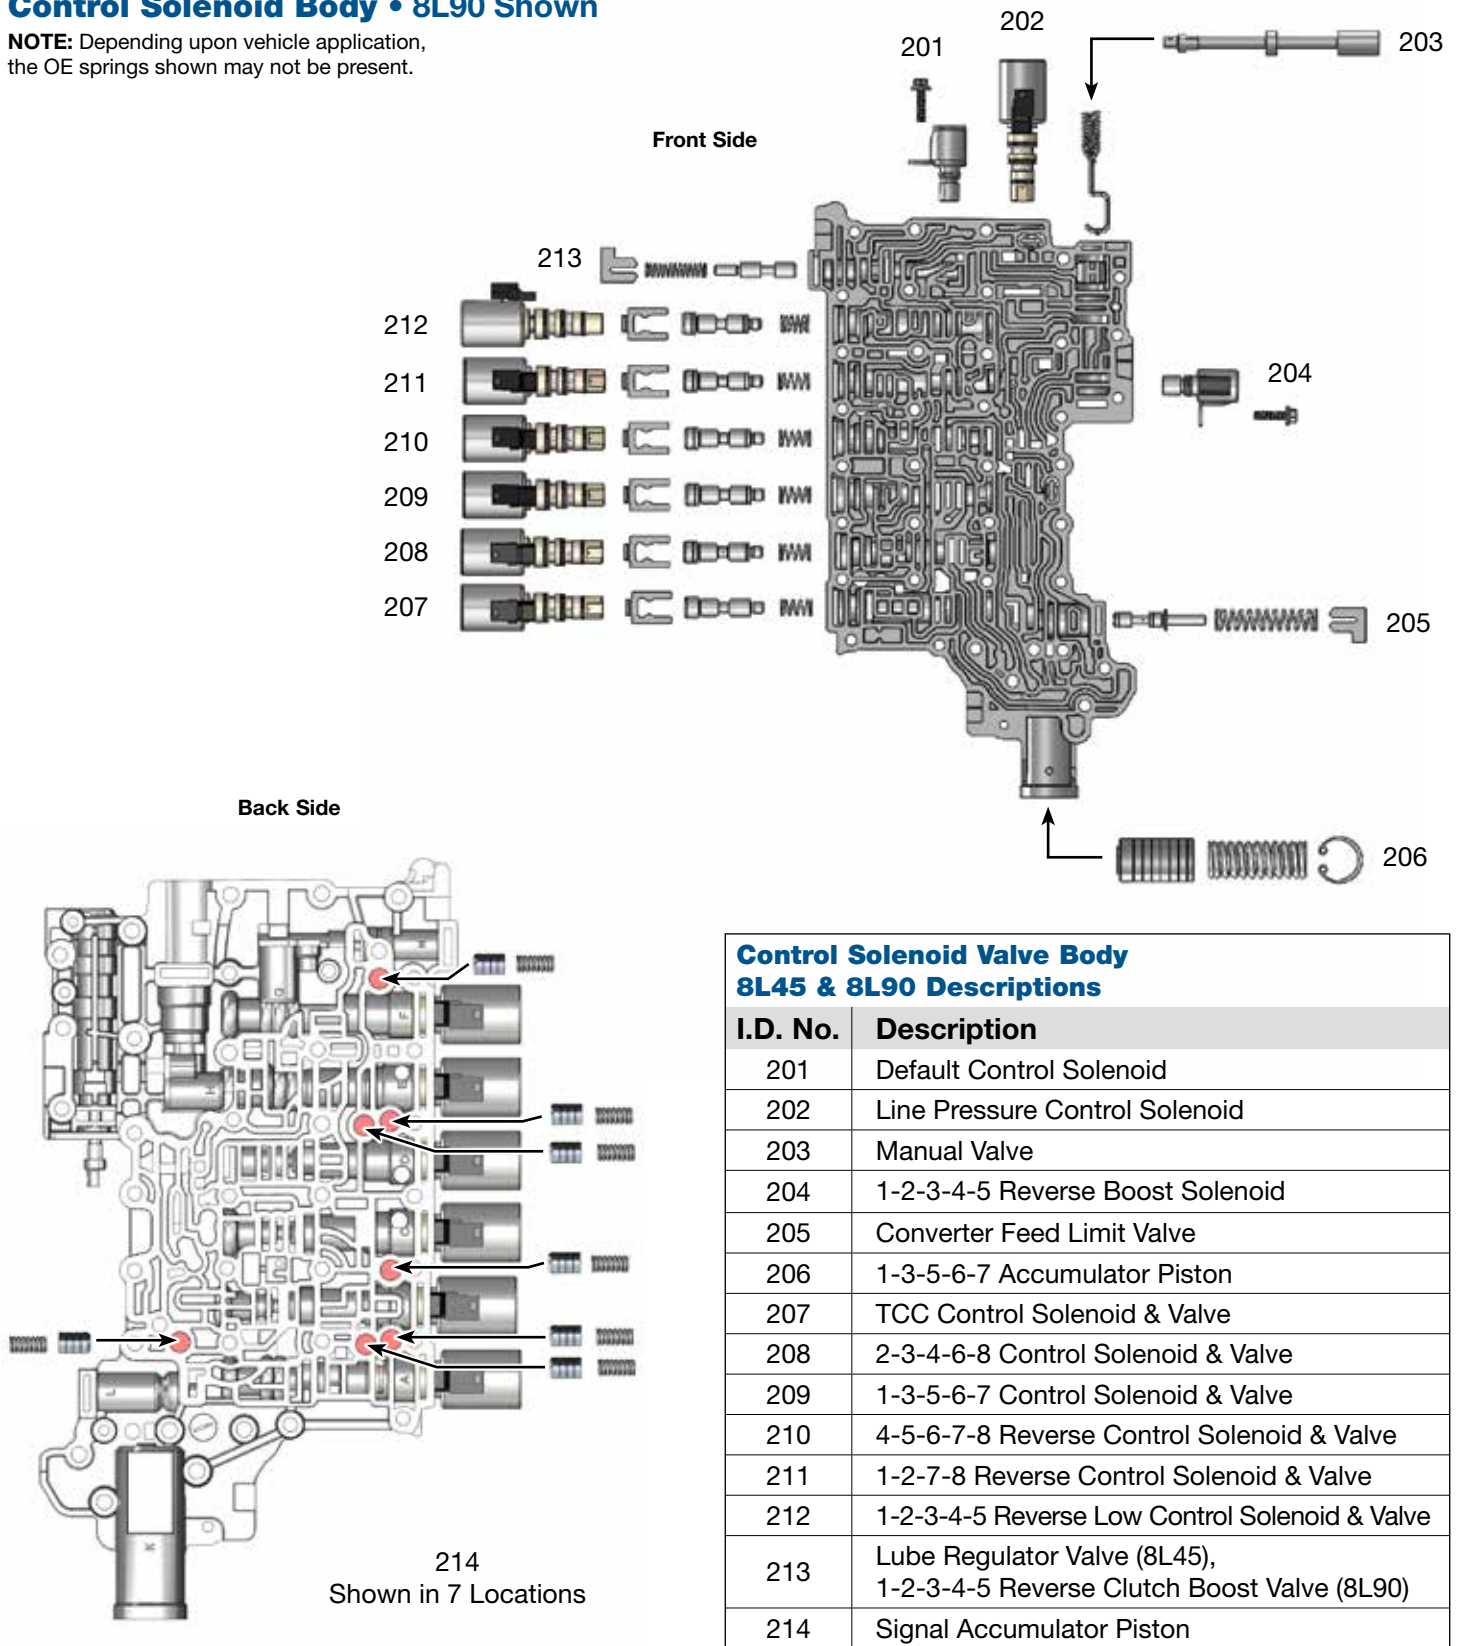 Control Solenoid Body • 8L90 Shown
NOTE: Depending upon vehicle application,
the OE springs shown may not be present.
Front Side
201
202
203
204
205
206
213
212
211
210
209
208
207
Back Side
214
Shown in 7 Locations
Control Solenoid Valve Body
8L45 & 8L90 Descriptions
I.D. No. Description
201 Default Control Solenoid
202 Line Pressure Control Solenoid
203 Manual Valve
204 1-2-3-4-5 Reverse Boost Solenoid
205 Converter Feed Limit Valve
206 1-3-5-6-7 Accumulator Piston
207 TCC Control Solenoid & Valve
208 2-3-4-6-8 Control Solenoid & Valve
209 1-3-5-6-7 Control Solenoid & Valve
210 4-5-6-7-8 Reverse Control Solenoid & Valve
211 1-2-7-8 Reverse Control Solenoid & Valve
212 1-2-3-4-5 Reverse Low Control Solenoid & Valve
213 Lube Regulator Valve (8L45),
1-2-3-4-5 Reverse Clutch Boost Valve (8L90)
214 Signal Accumulator Piston